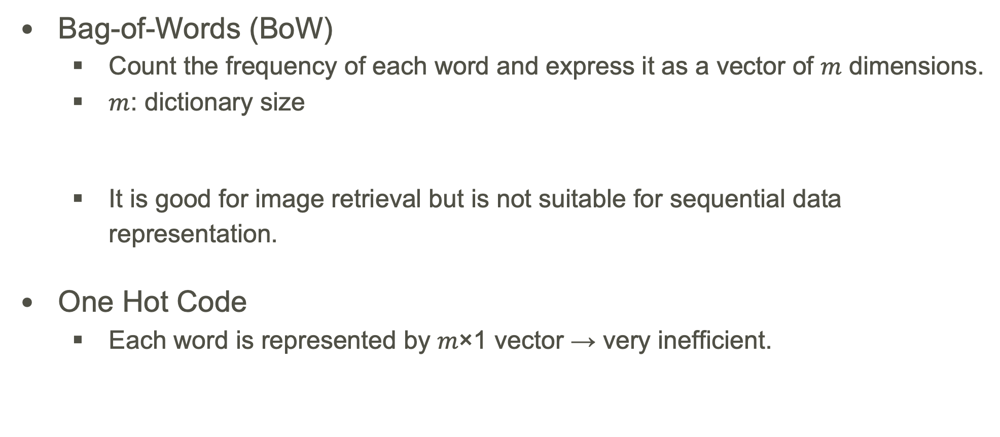 • Bag-of-Words (BoW)
▪ Count the frequency of each word and express it as a vector of 𝑚 dimensions.
▪ 𝑚: dictionary size
▪ It is good for image retrieval but is not suitable for sequential data
representation.
• One Hot Code
▪ Each word is represented by 𝑚×1 vector → very inefficient.